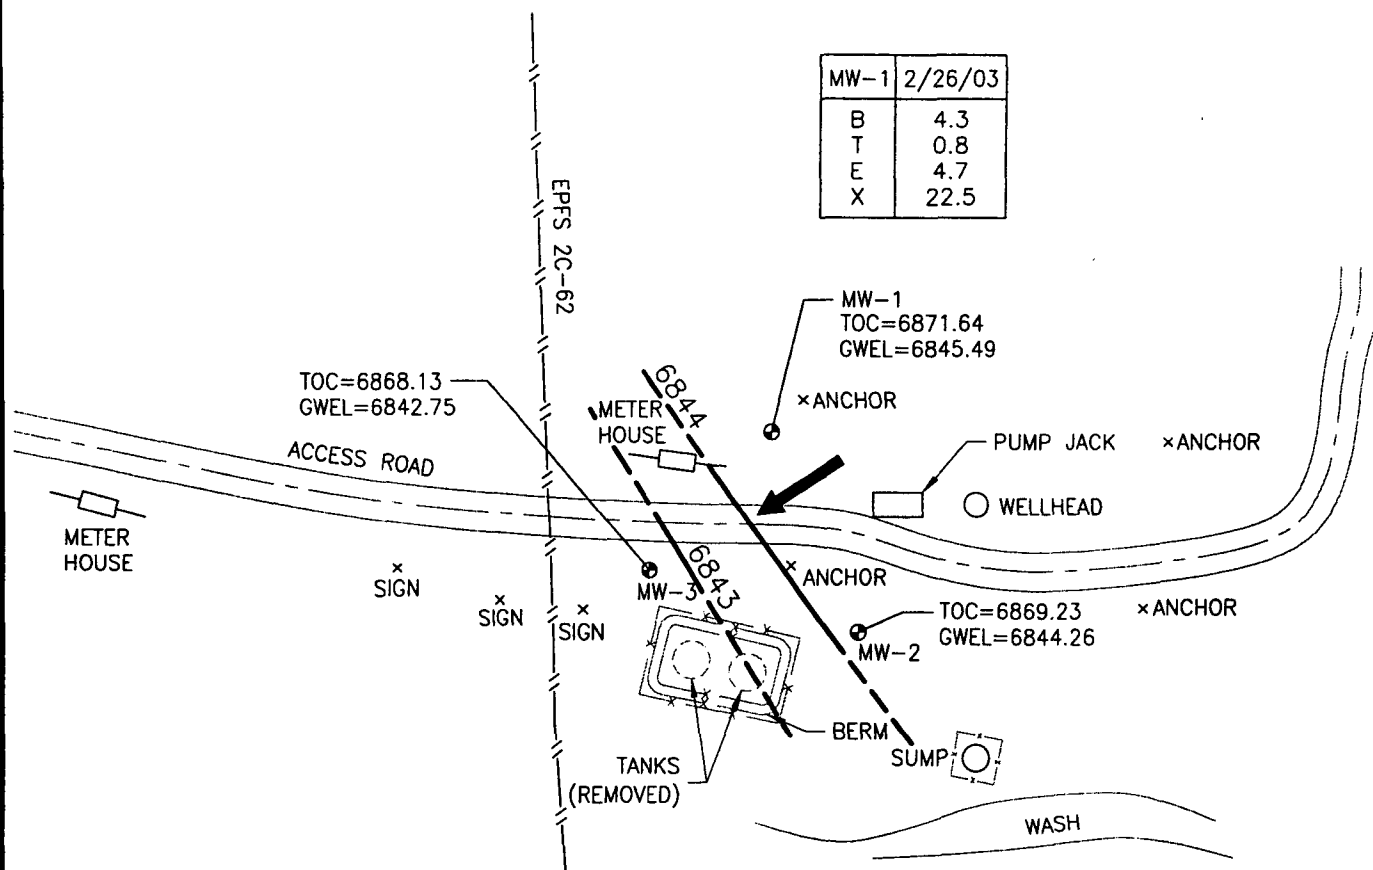 MW-1 2/26/03
B 4.3
T 0.8
E 4.7
X 22.5
EPFS 2C-62
MW-1
TOC=6871.64
GWEL=6845.49
TOC=6868.13
GWEL=6842.75
6844
×ANCHOR
METER
HOUSE
ACCESS ROAD
PUMP JACK
×ANCHOR
WELLHEAD
METER
HOUSE
6843
×
SIGN
×
SIGN
×
SIGN
MW-3
×
ANCHOR
TOC=6869.23
GWEL=6844.26
×ANCHOR
MW-2
BERM
SUMP
TANKS
(REMOVED)
WASH